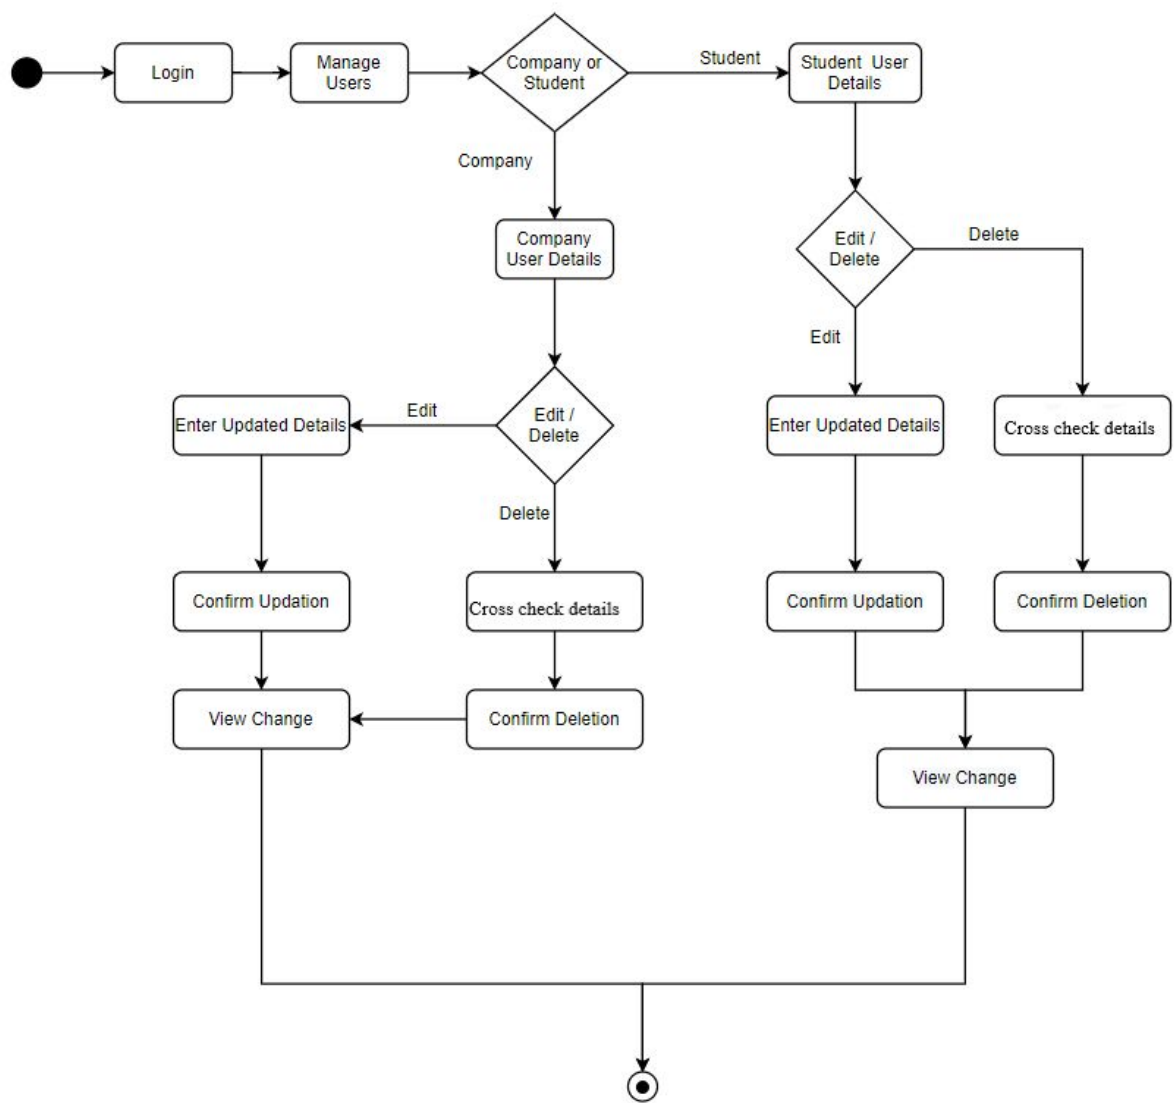 Login
Manage
Users
Company or
Student
Student
Student User
Details
Company
Company
User Details
Edit /
Delete
Delete
Edit
Enter Updated Details
Edit
Edit /
Delete
Enter Updated Details
Cross check details
Delete
Confirm Updation
Cross check details
Confirm Updation
Confirm Deletion
View Change
Confirm Deletion
View Change